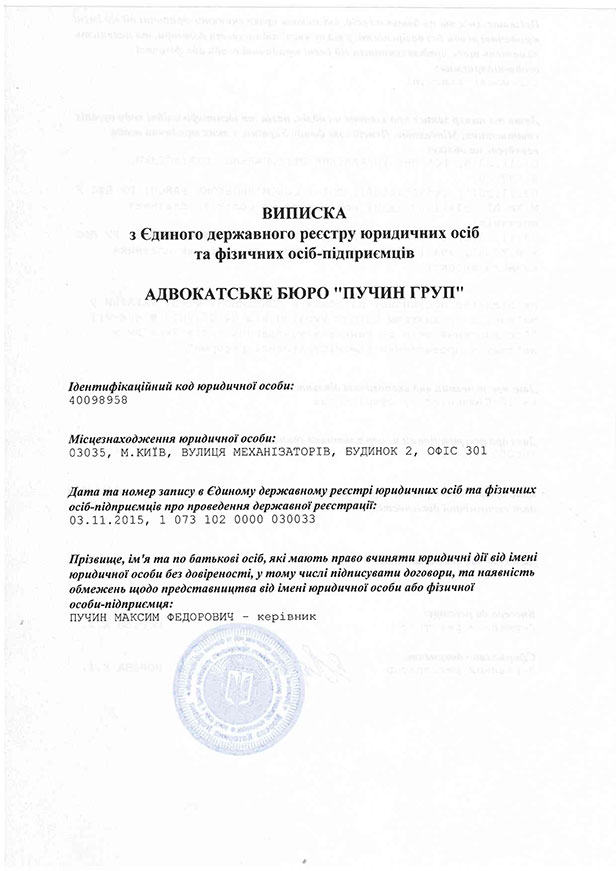 ВИПИСКА
з Єдиного державного реєстру юридичних осіб
та фізичних осіб-підприємців
АДВОКАТСЬКЕ БЮРО "ПУЧИН ГРУП"
Ідентифікаційний код юридичної особи:
40098958
Місцезнаходження юридичної особи:
03035, М.КИЇВ, ВУЛИЦЯ МЕХАНІЗАТОРІВ, БУДИНОК 2, ОФІС 301
Дата та номер запису в Єдиному державному реєстрі юридичних осіб та фізичних
осіб-підприємців про проведення державної реєстрації:
03.11.2015, 1 073 102 0000 030033
Прізвище, ім'я та по батькові осіб, які мають право вчиняти юридичні дії від імені
юридичної особи без довіреності, у тому числі підписувати договори, та наявність
обмежень щодо представництва від імені юридичної особи або фізичної
особи-підприємця:
ПУЧИН МАКСИМ ФЕДОРОВИЧ - керівник